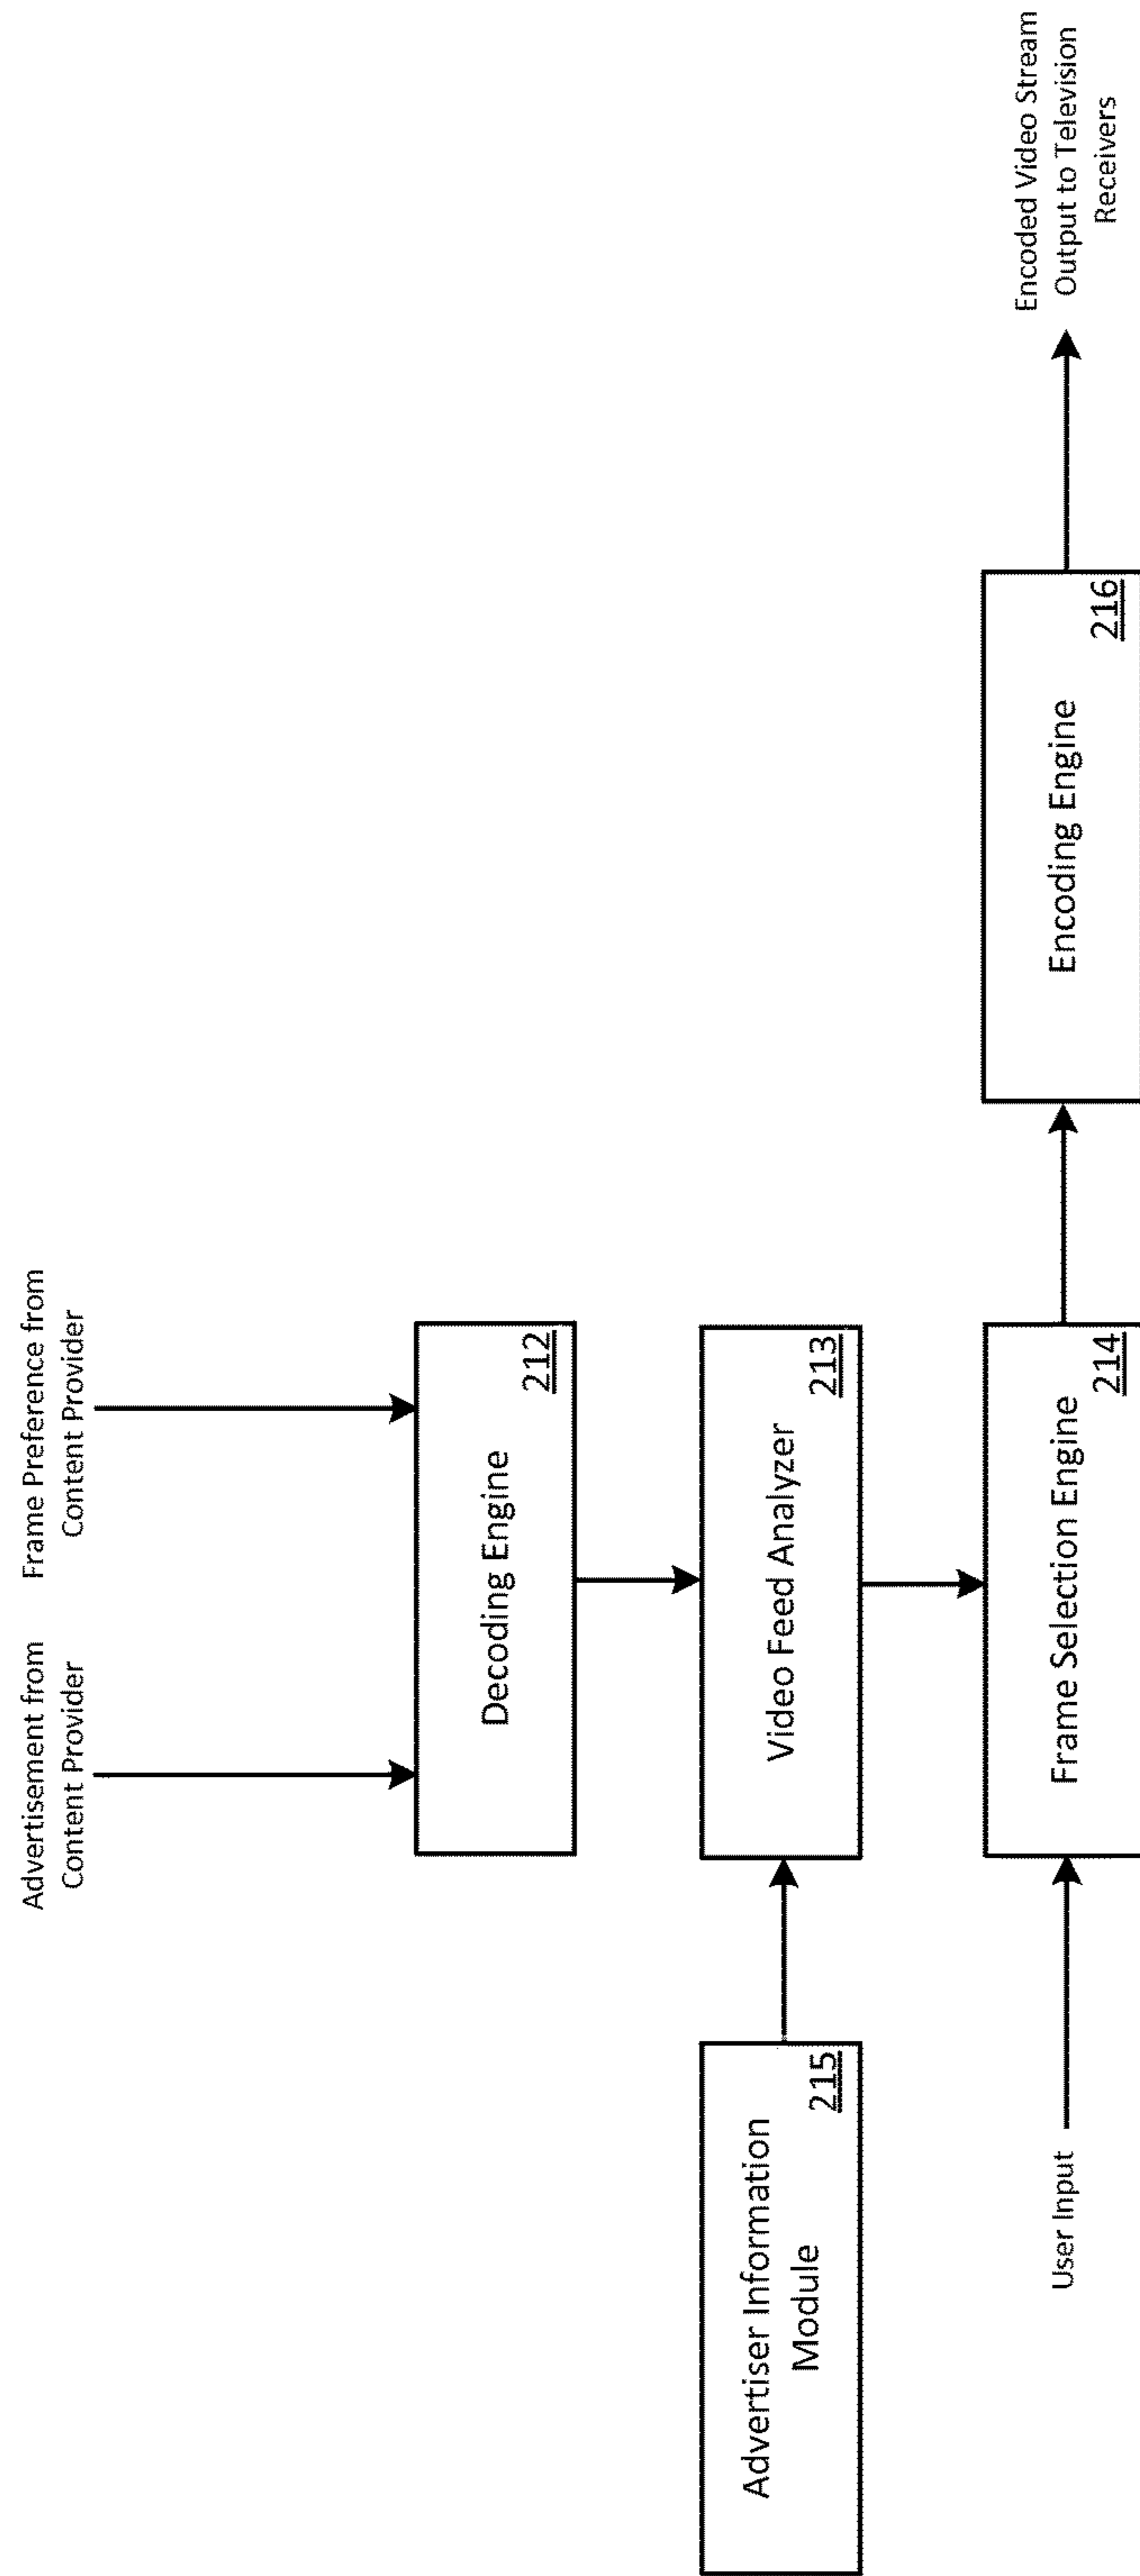 Advertisement from
Content Provider
Frame Preference from
Content Provider
Decoding Engine
212
Advertiser Information
Module
215
Video Feed Analyzer
213
User Input
Frame Selection Engine
214
Encoding Engine
216
Encoded Video Stream
Output to Television
Receivers